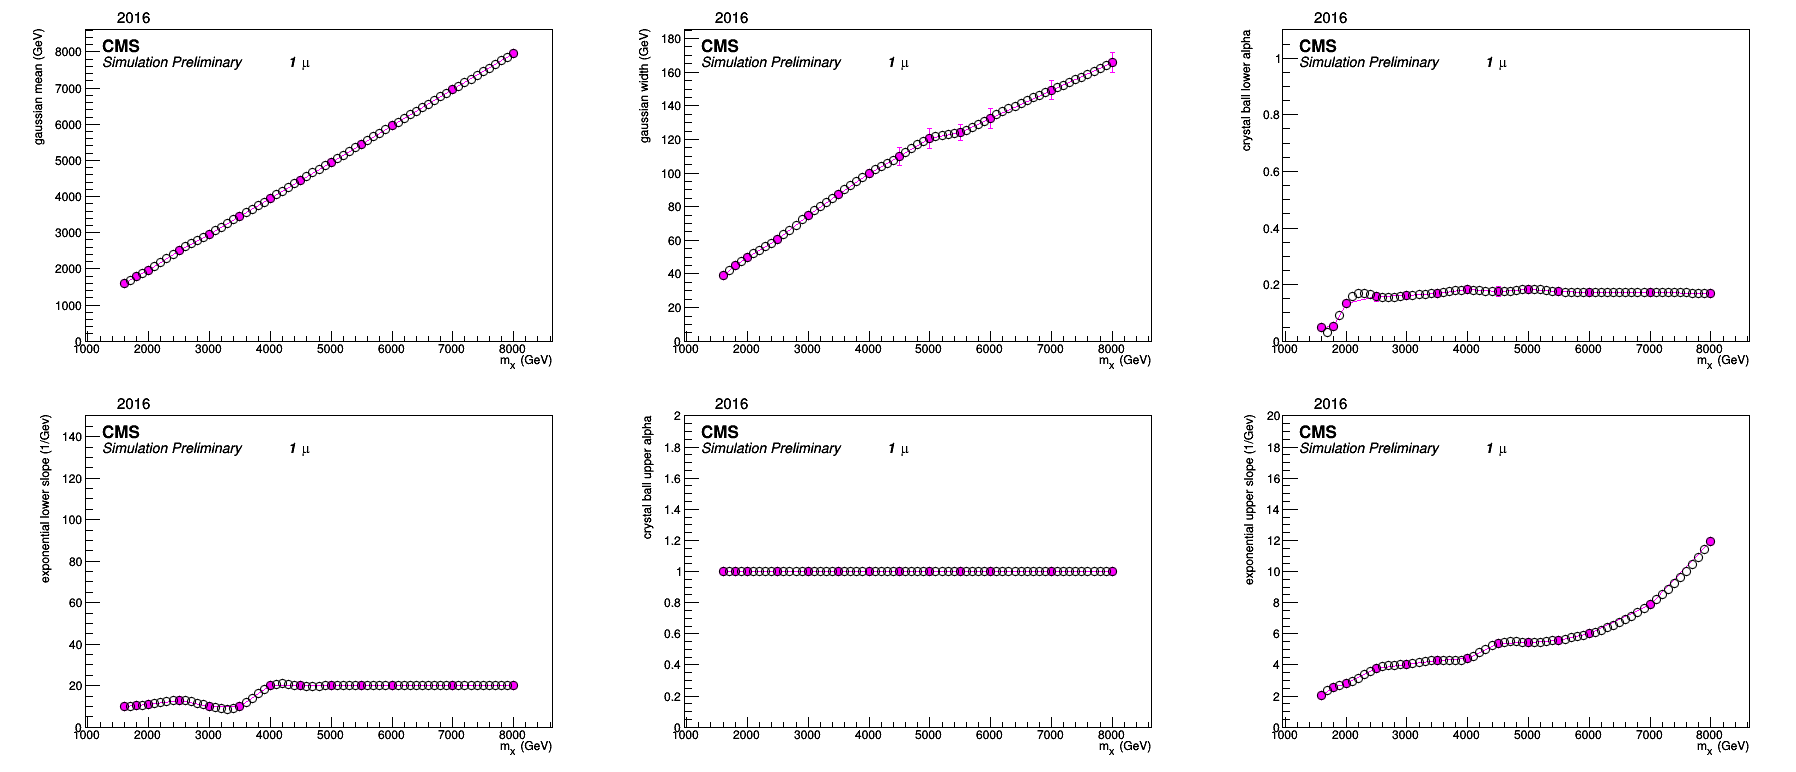 2016
CMS
Simulation Preliminary 1 μ
gaussian mean (GeV)
8000
7000
6000
5000
4000
3000
2000
1000
0
1000 2000 3000 4000 5000 6000 7000 8000
mx (GeV)
2016
CMS
Simulation Preliminary 1 μ
gaussian width (GeV)
180
160
140
120
100
80
60
40
20
0
1000 2000 3000 4000 5000 6000 7000 8000
mx (GeV)
2016
CMS
Simulation Preliminary 1 μ
crystal ball lower alpha
1
0.8
0.6
0.4
0.2
0
1000 2000 3000 4000 5000 6000 7000 8000
mx (GeV)
2016
CMS
Simulation Preliminary 1 μ
exponential lower slope (1/Gev)
140
120
100
80
60
40
20
0
1000 2000 3000 4000 5000 6000 7000 8000
mx (GeV)
2016
CMS
Simulation Preliminary 1 μ
crystal ball upper alpha
2
1.8
1.6
1.4
1.2
1
0.8
0.6
0.4
0.2
0
1000 2000 3000 4000 5000 6000 7000 8000
mx (GeV)
2016
CMS
Simulation Preliminary 1 μ
exponential upper slope (1/Gev)
20
18
16
14
12
10
8
6
4
2
0
1000 2000 3000 4000 5000 6000 7000 8000
mx (GeV)